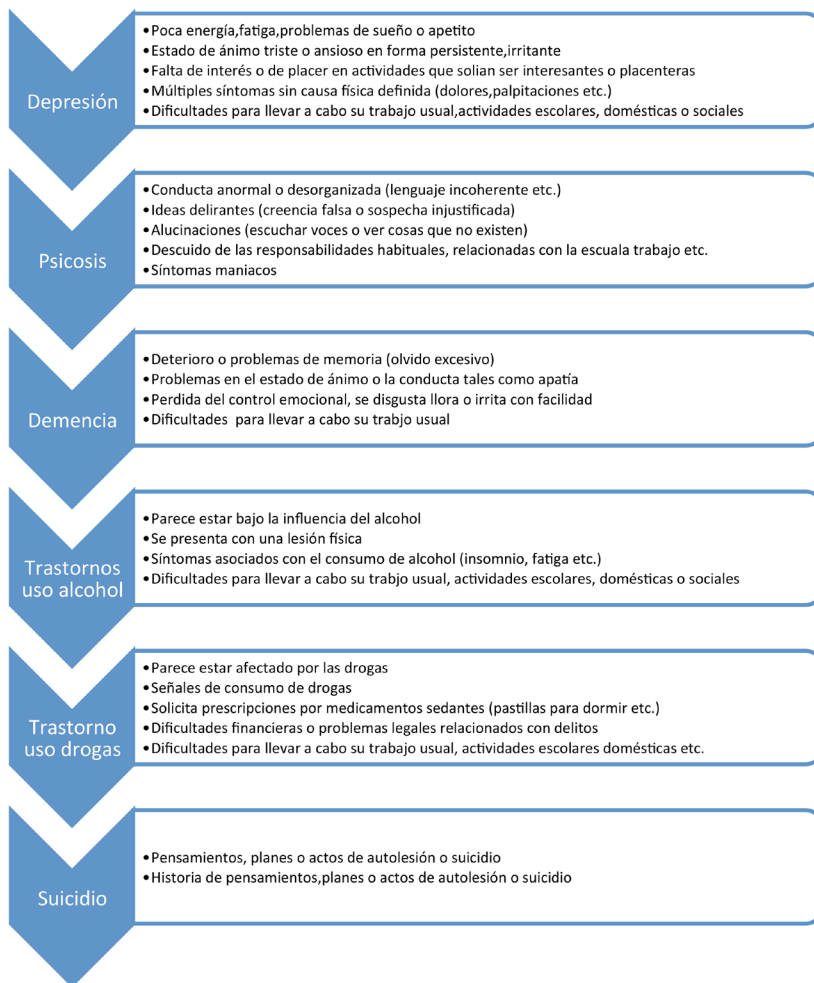 Depresión
•Poca energía,fatiga,problemas de sueño o apetito
•Estado de ánimo triste o ansioso en forma persistente,irritante
•Falta de interés o de placer en actividades que solian ser interesantes o placenteras
•Múltiples síntomas sin causa física definida (dolores,palpitaciones etc.)
•Dificultades para llevar a cabo su trabajo usual,actividades escolares, domésticas o sociales
Psicosis
•Conducta anormal o desorganizada (lenguaje incoherente etc.)
•Ideas delirantes (creencia falsa o sospecha injustificada)
•Alucinaciones (escuchar voces o ver cosas que no existen)
•Descuido de las responsabilidades habituales, relacionadas con la escuala trabajo etc.
•Síntomas maniacos
Demencia
•Deterioro o problemas de memoria (olvido excesivo)
•Problemas en el estado de ánimo o la conducta tales como apatía
•Perdida del control emocional, se disgusta llora o irrita con facilidad
•Dificultades para llevar a cabo su trabjo usual
Trastornos
uso alcohol
•Parece estar bajo la influencia del alcohol
•Se presenta con una lesión física
•Síntomas asociados con el consumo de alcohol (insomnio, fatiga etc.)
•Dificultades para llevar a cabo su trabjo usual, actividades escolares, domésticas o sociales
Trastorno
uso drogas
•Parece estar afectado por las drogas
•Señales de consumo de drogas
•Solicita prescripciones por medicamentos sedantes (pastillas para dormir etc.)
•Dificultades financieras o problemas legales relacionados con delitos
•Dificultades para llevar a cabo su trabajo usual, actividades escolares domésticas etc.
Suicidio
•Pensamientos, planes o actos de autolesión o suicidio
•Historia de pensamientos,planes o actos de autolesión o suicidio